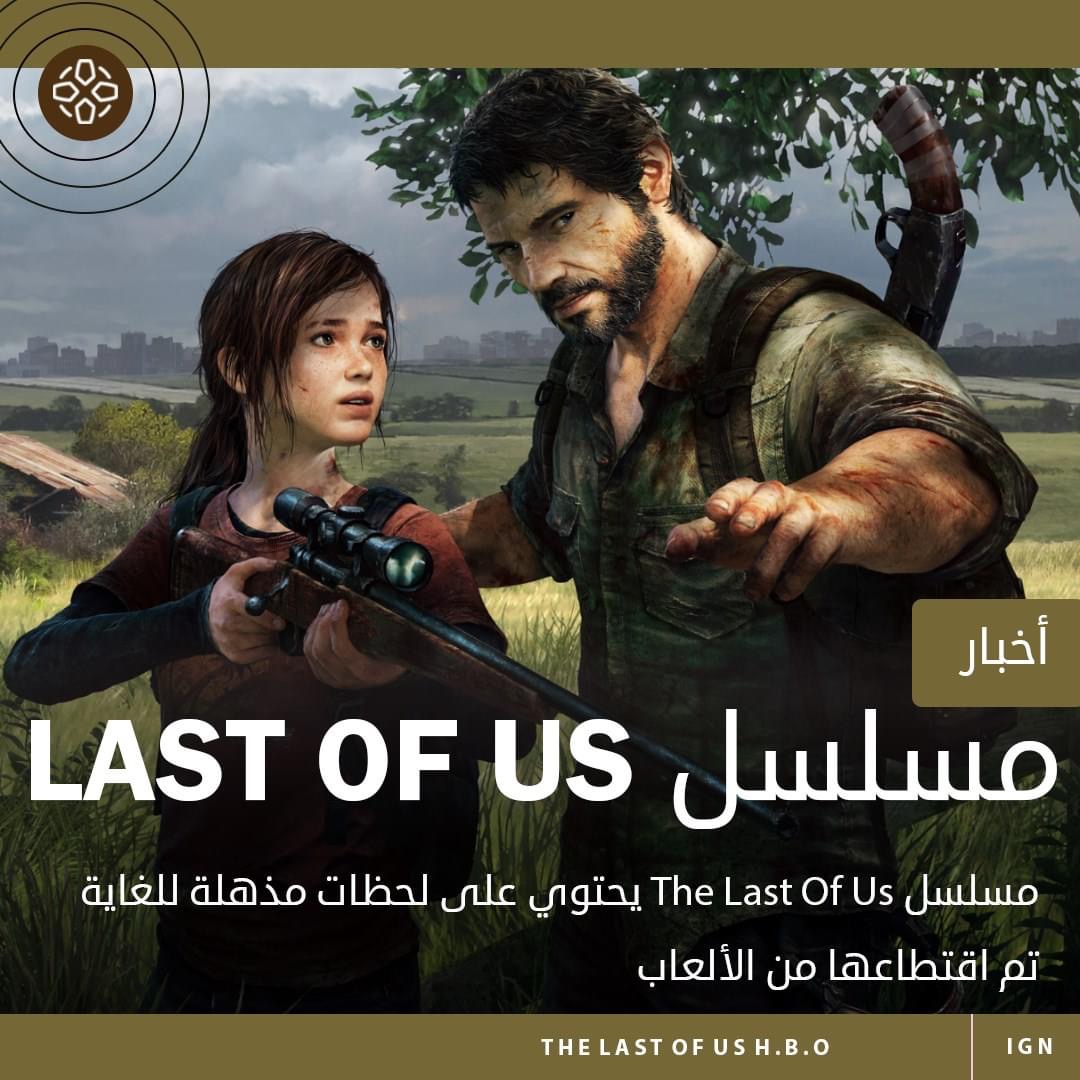 أخبار
مسلسل LAST OF US
مسلسل The Last Of Us يحتوي على لحظات مذهلة للغاية
تم اقتطاعها من الألعاب
THE LAST OF US H.B.O
IGN